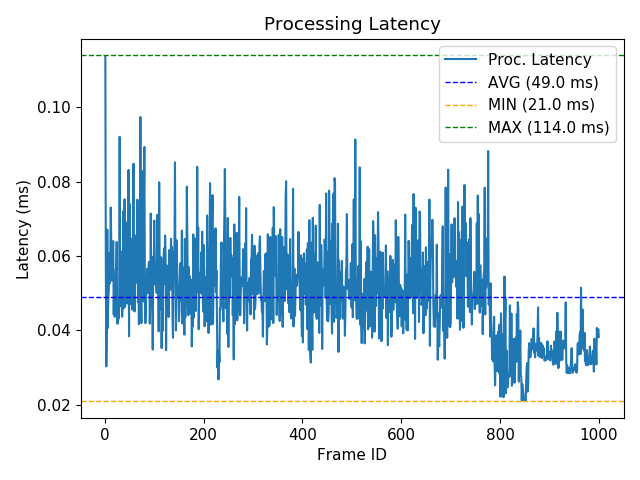 Processing Latency
Proc. Latency
AVG (49.0 ms)
MIN (21.0 ms)
MAX (114.0 ms)
Latency (ms)
0.10
0.08
0.06
0.04
0.02
0 200 400 600 800 1000
Frame ID